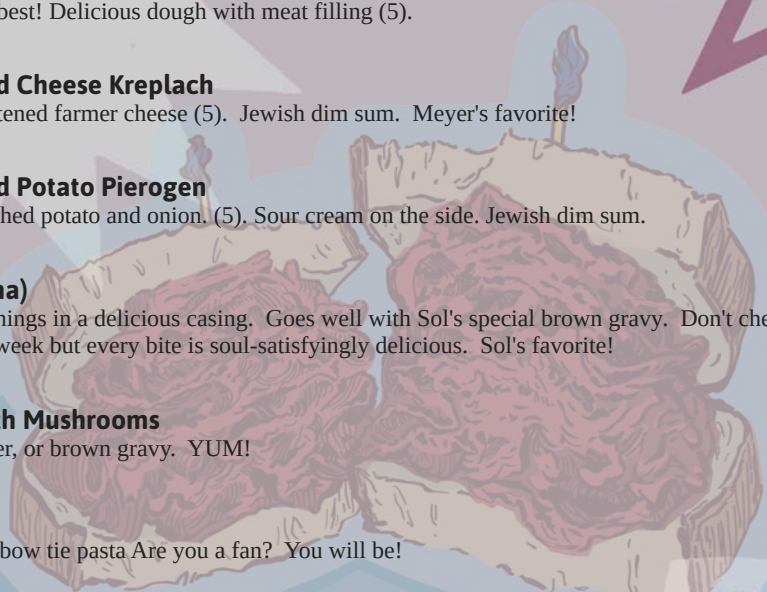 best! Delicious dough with meat filling (5).
d Cheese Kreplach
tened farmer cheese (5).  Jewish dim sum.  Meyer's favorite!
d Potato Pierogen
hed potato and onion. (5). Sour cream on the side. Jewish dim sum.
na)
nings in a delicious casing.  Goes well with Sol's special brown gravy.  Don't che
week but every bite is soul-satisfyingly delicious.  Sol's favorite!
th Mushrooms
er, or brown gravy.  YUM!
bow tie pasta Are you a fan?  You will be!